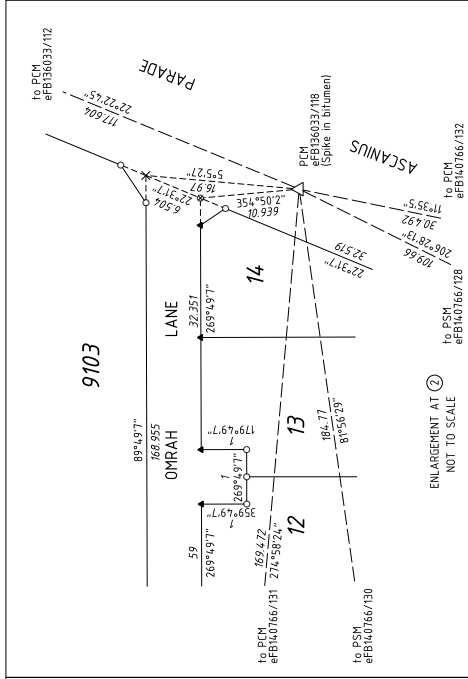 to PCM
eFB136033/112
22°22'45"
117.604
PARADE
9103
89°49'7"
168.955
OMRAH
LANE
6.504
22°31'7"
5°5'27"
16.97
354°50'2"
10.939
PCM
eFB136033/118
(Spike in bitumen)
ASCANIUS
32.351
269°49'7"
14
32.519
22°31'7"
59
269°49'7"
1
359°49'7"
1
269°49'7"
1
179°49'7"
12
13
169.472
274°58'24"
184.77
81°56'29"
to PCM
eFB140766/131
to PSM
eFB140766/130
30.492
11°35'5"
to PCM
eFB140766/132
109.66
206°28'13"
to PSM
eFB140766/128
ENLARGEMENT AT 2
NOT TO SCALE